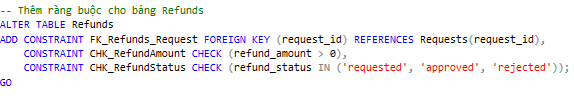 -- Thêm ràng buộc cho bảng Refunds
ALTER TABLE Refunds
ADD CONSTRAINT FK_Refunds_Request FOREIGN KEY (request_id) REFERENCES Requests(request_id),
CONSTRAINT CHK_RefundAmount CHECK (refund_amount > 0),
CONSTRAINT CHK_RefundStatus CHECK (refund_status IN ('requested', 'approved', 'rejected'));
GO